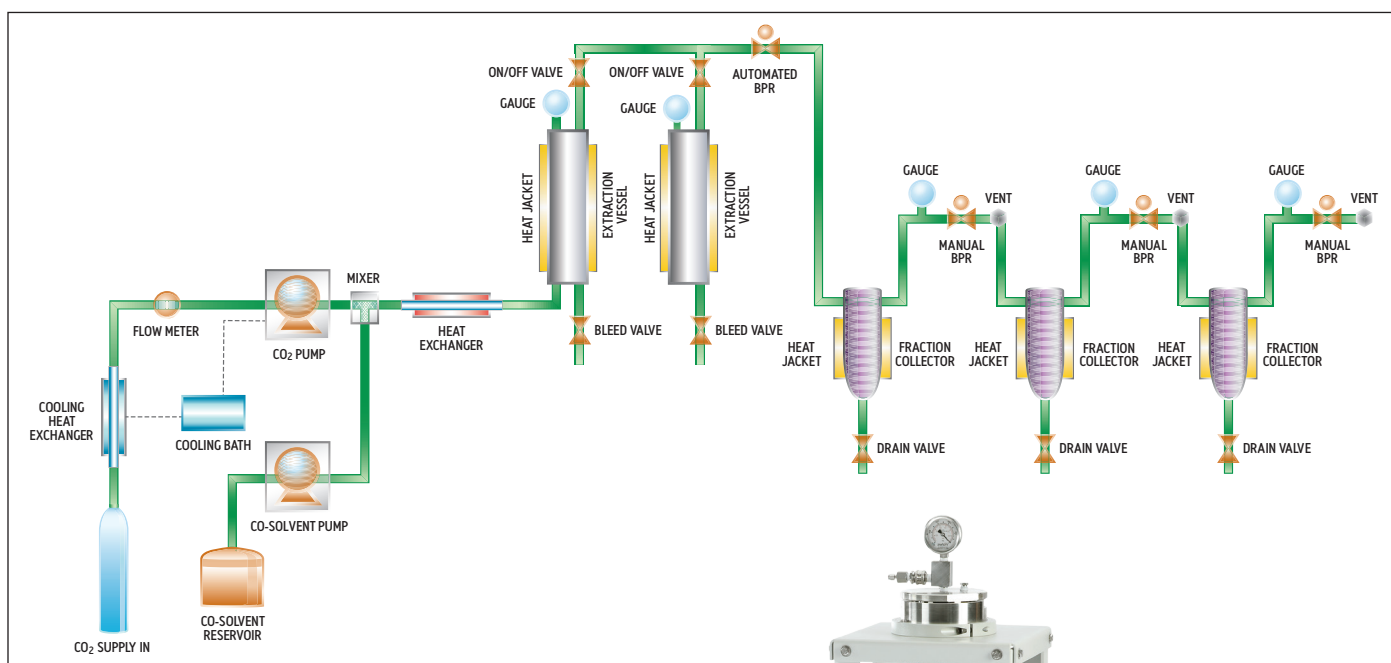 ON/OFF VALVE
ON/OFF VALVE
AUTOMATED
BPR
GAUGE
GAUGE
HEAT JACKET
EXTRACTION
VESSEL
HEAT JACKET
EXTRACTION
VESSEL
GAUGE
VENT
GAUGE
VENT
GAUGE
VENT
MANUAL
BPR
MANUAL
BPR
MANUAL
BPR
MIXER
FLOW METER
CO2 PUMP
HEAT
EXCHANGER
BLEED VALVE
BLEED VALVE
HEAT
JACKET
FRACTION
COLLECTOR
HEAT
JACKET
FRACTION
COLLECTOR
HEAT
JACKET
FRACTION
COLLECTOR
COOLING
HEAT
EXCHANGER
COOLING BATH
DRAIN VALVE
DRAIN VALVE
DRAIN VALVE
CO-SOLVENT PUMP
CO-SOLVENT
RESERVOIR
CO2 SUPPLY IN